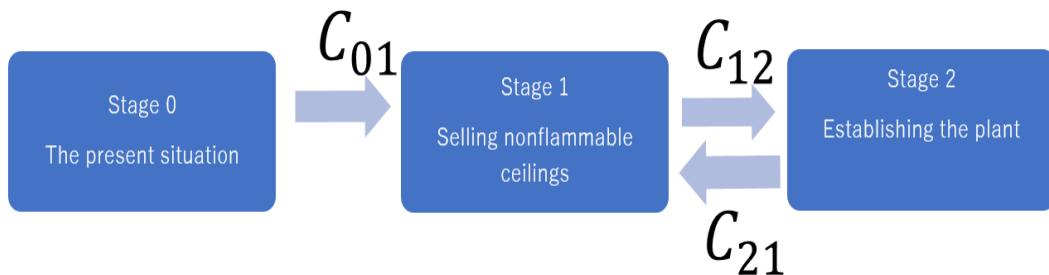 C01
C12
Stage 0
The present situation
Stage 1
Selling nonflammable
ceilings
Stage 2
Establishing the plant
C21